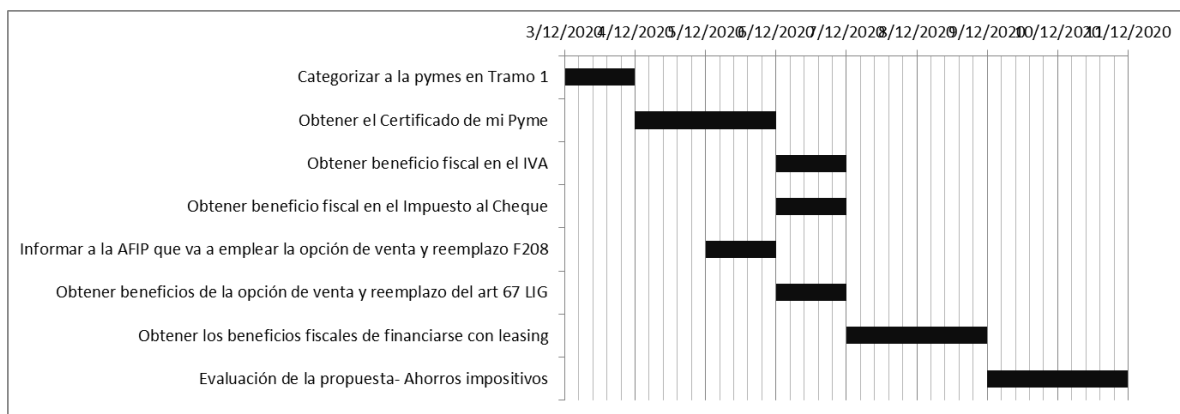 3/12/2020 4/12/2020 5/12/2020 6/12/2020 7/12/2020 8/12/2020 9/12/2020 10/12/2020 11/12/2020
Categorizar a la pymes en Tramo 1
Obtener el Certificado de mi Pyme
Obtener beneficio fiscal en el IVA
Obtener beneficio fiscal en el Impuesto al Cheque
Informar a la AFIP que va a emplear la opción de venta y reemplazo F208
Obtener beneficios de la opción de venta y reemplazo del art 67 LIG
Obtener los beneficios fiscales de financiarse con leasing
Evaluación de la propuesta- Ahorros impositivos